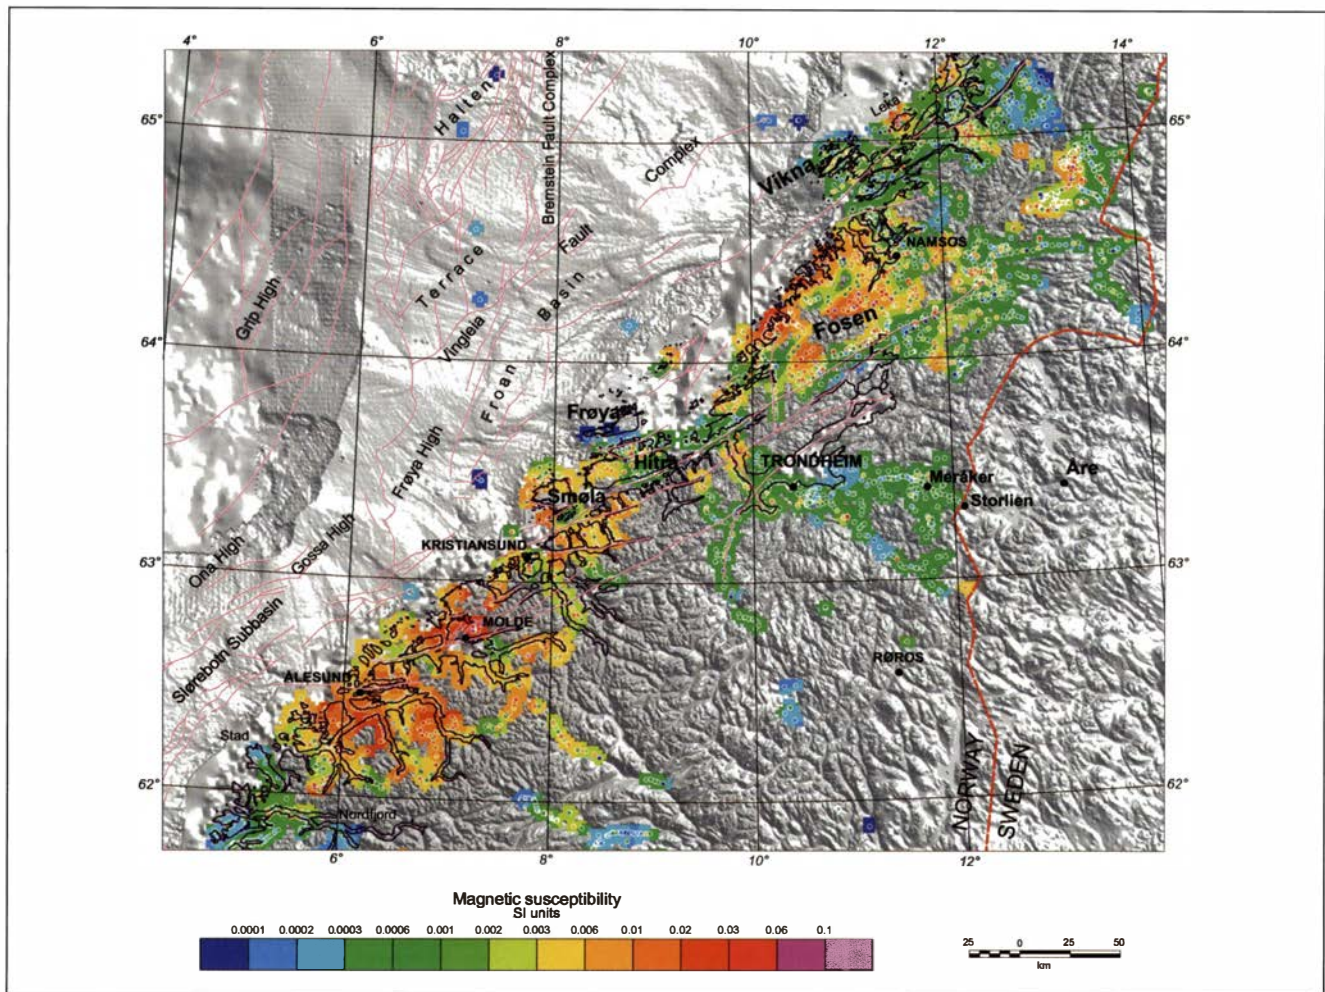 4° 6° 8° 10° 12° 14°
65°
65°
64°
64°
63°
63°
62°
62°
6° 8° 10° 12°
Halten
Bremstein Fault Complex
Leka
Complex
Vikna
Terrace
Fault
NAMSOS
Grip High
Basin
Vingleia
Fosen
Froan
Frøya
Frøya High
Hitra
TRONDHEIM
Meråker
Åre
Smøla
Storlien
KRISTIANSUND
Ona High
Gossa High
Slørebotn Subbasin
MOLDE
RØROS
ÅLESUND
Stad
NORWAY
SWEDEN
Nordfjord
Magnetic susceptibility
SI units
0.0001 0.0002 0.0003 0.0006 0.001 0.002 0.003 0.006 0.01 0.02 0.03 0.06 0.1
25 0 25 50
km